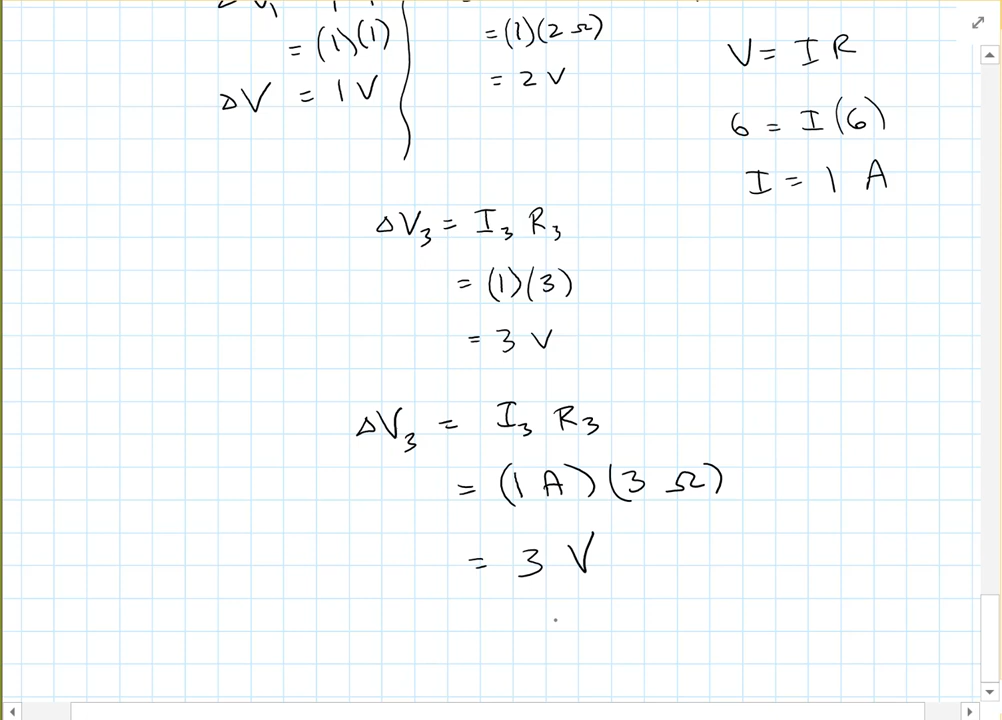 = (1)(1)
ΔV = 1 V
= (1)(2 Ω)
= 2 V
V = I R
6 = I (6)
I = 1 A
ΔV₃ = I₃ R₃
= (1)(3)
= 3 V
ΔV₃ = I₃ R₃
= (1 A)(3 Ω)
= 3 V